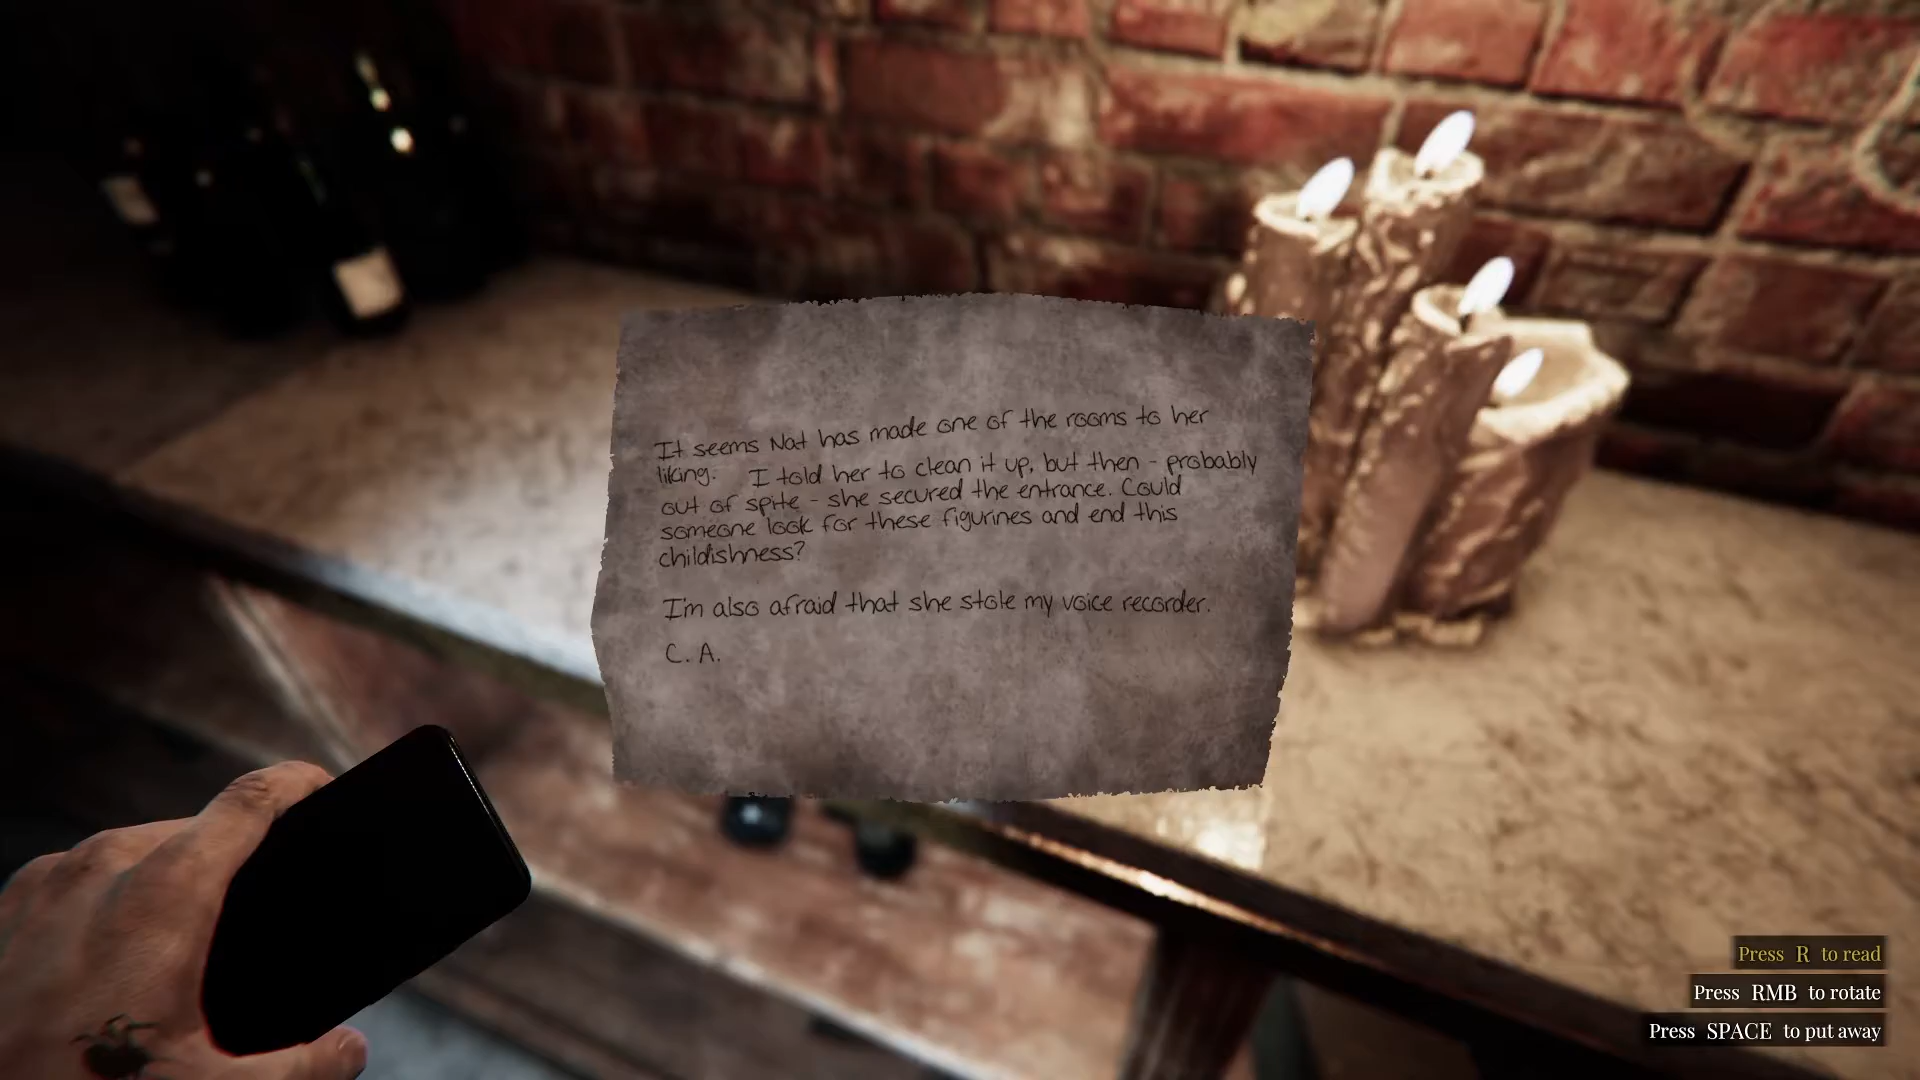 It seems Nat has made one of the rooms to her
liking. I told her to clean it up, but then - probably
out of spite - she secured the entrance. Could
someone look for these figurines and end this
childishness?
I'm also afraid that she stole my voice recorder.
C. A.
Press R to read
Press RMB to rotate
Press SPACE to put away